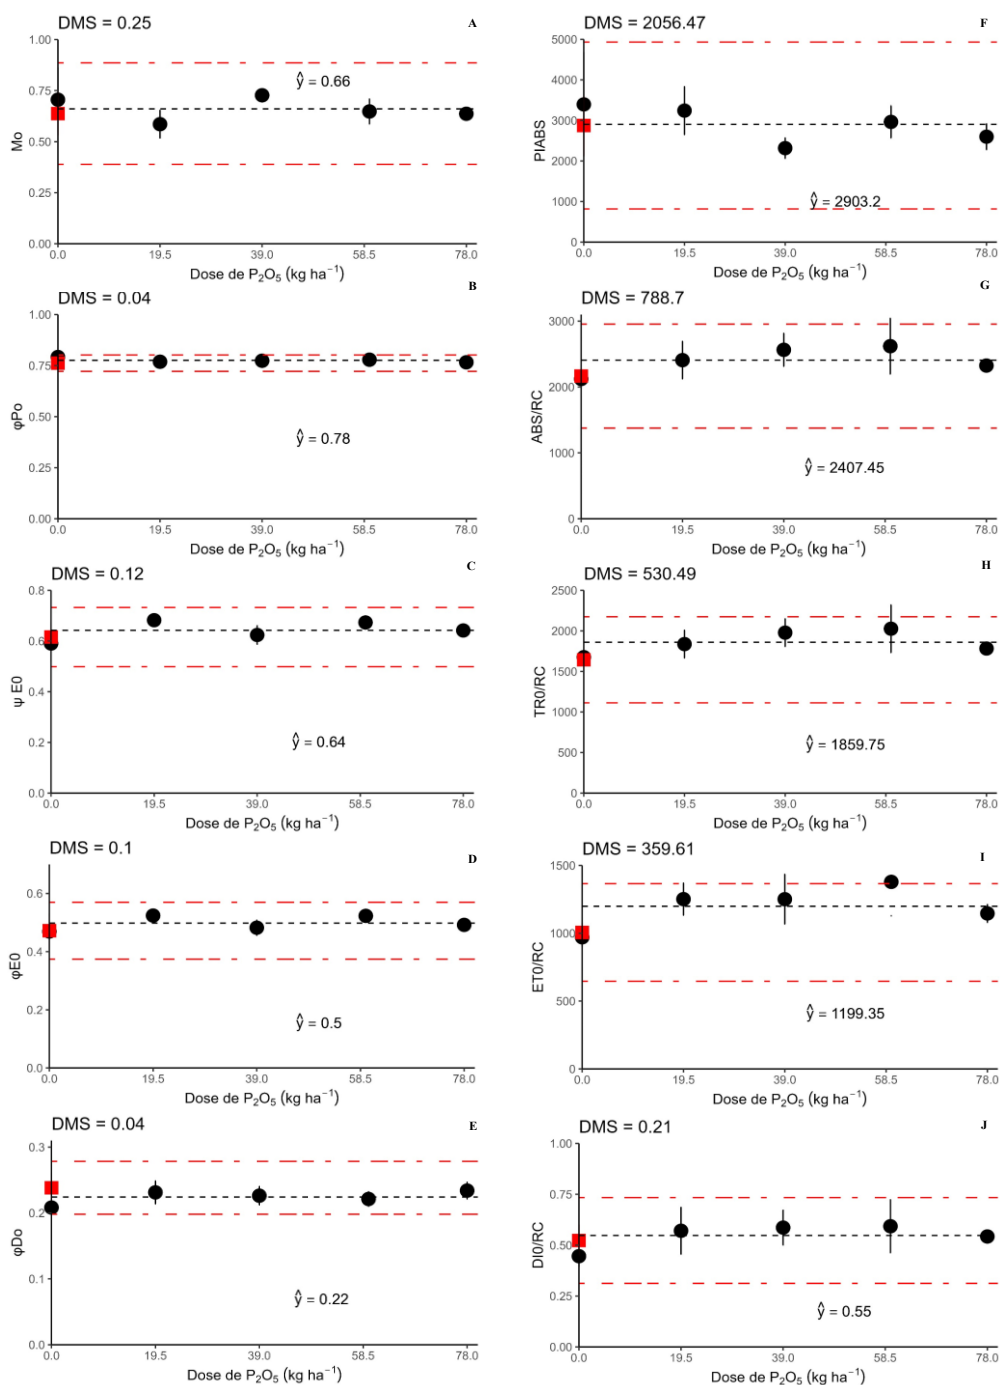 DMS = 0.25
A
1.00
0.75
0.50
0.25
0.00
Mo
ŷ = 0.66
0.0 19.5 39.0 58.5 78.0
Dose de P₂O₅ (kg ha⁻¹)
DMS = 0.04
B
1.00
0.75
0.50
0.25
0.00
φPo
ŷ = 0.78
0.0 19.5 39.0 58.5 78.0
Dose de P₂O₅ (kg ha⁻¹)
DMS = 0.12
C
0.8
0.6
0.4
0.2
0.0
ψ E0
ŷ = 0.64
0.0 19.5 39.0 58.5 78.0
Dose de P₂O₅ (kg ha⁻¹)
DMS = 0.1
D
0.6
0.4
0.2
0.0
φE0
ŷ = 0.5
0.0 19.5 39.0 58.5 78.0
Dose de P₂O₅ (kg ha⁻¹)
DMS = 0.04
E
0.3
0.2
0.1
0.0
φDo
ŷ = 0.22
0.0 19.5 39.0 58.5 78.0
Dose de P₂O₅ (kg ha⁻¹)
DMS = 2056.47
F
5000
4000
3000
2000
1000
0
PIABS
ŷ = 2903.2
0.0 19.5 39.0 58.5 78.0
Dose de P₂O₅ (kg ha⁻¹)
DMS = 788.7
G
3000
2000
1000
0
ABS/RC
ŷ = 2407.45
0.0 19.5 39.0 58.5 78.0
Dose de P₂O₅ (kg ha⁻¹)
DMS = 530.49
H
2500
2000
1500
1000
500
0
TR0/RC
ŷ = 1859.75
0.0 19.5 39.0 58.5 78.0
Dose de P₂O₅ (kg ha⁻¹)
DMS = 359.61
I
1500
1000
500
0
ET0/RC
ŷ = 1199.35
0.0 19.5 39.0 58.5 78.0
Dose de P₂O₅ (kg ha⁻¹)
DMS = 0.21
J
1.00
0.75
0.50
0.25
0.00
DI0/RC
ŷ = 0.55
0.0 19.5 39.0 58.5 78.0
Dose de P₂O₅ (kg ha⁻¹)